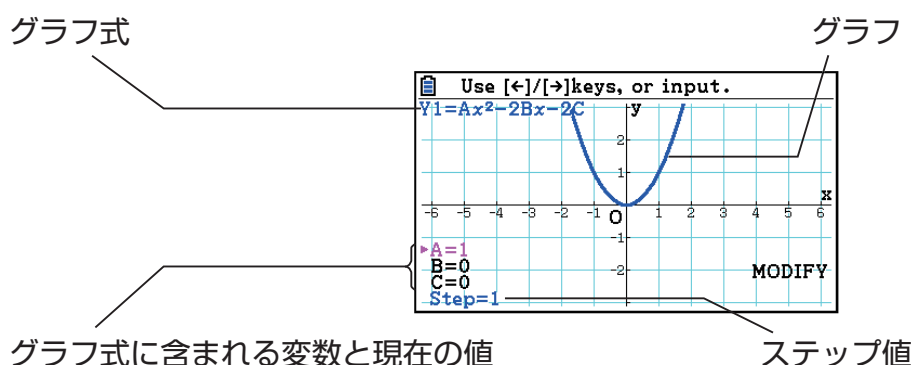 グラフ式
グラフ
Use [←]/[→]keys, or input.
Y1=Ax²−2Bx−2C
y
2
1
x
-6 -5 -4 -3 -2 -1 O 1 2 3 4 5 6
-1
▶A=1
B=0
-2
MODIFY
C=0
Step=1
グラフ式に含まれる変数と現在の値
ステップ値